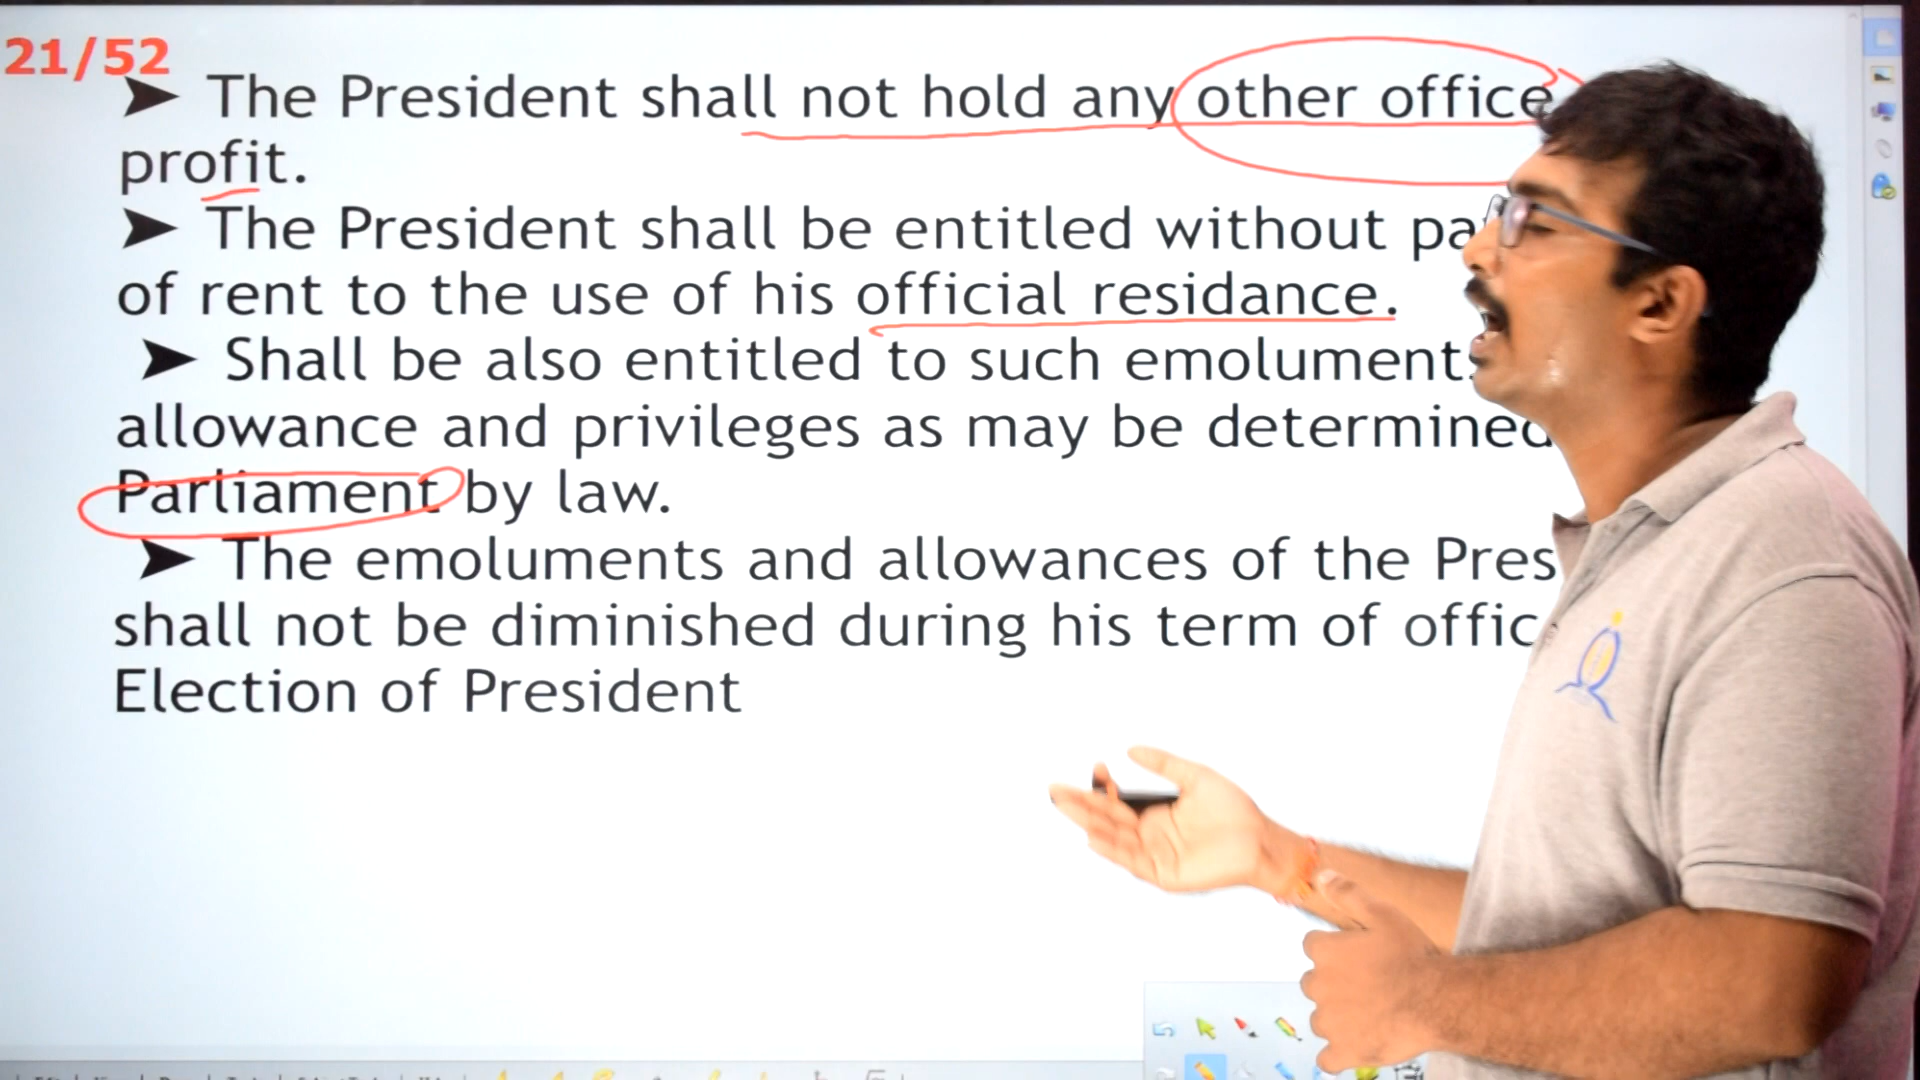 21/52
➤ The President shall not hold any other office
profit.
➤ The President shall be entitled without
of rent to the use of his official residance.
➤ Shall be also entitled to such emolument
allowance and privileges as may be determined
Parliament by law.
➤ The emoluments and allowances of the Pres
shall not be diminished during his term of offic
Election of President